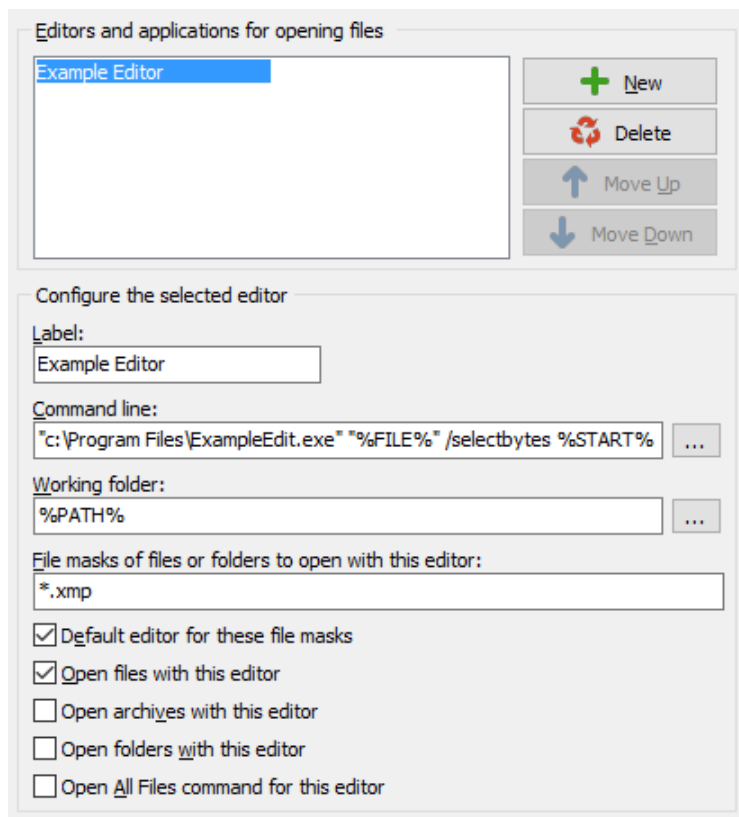 Editors and applications for opening files
Example Editor
New
Delete
Move Up
Move Down
Configure the selected editor
Label:
Example Editor
Command line:
"c:\Program Files\ExampleEdit.exe" "%FILE%" /selectbytes %START%
...
Working folder:
%PATH%
...
File masks of files or folders to open with this editor:
*.xmp
Default editor for these file masks
Open files with this editor
Open archives with this editor
Open folders with this editor
Open All Files command for this editor